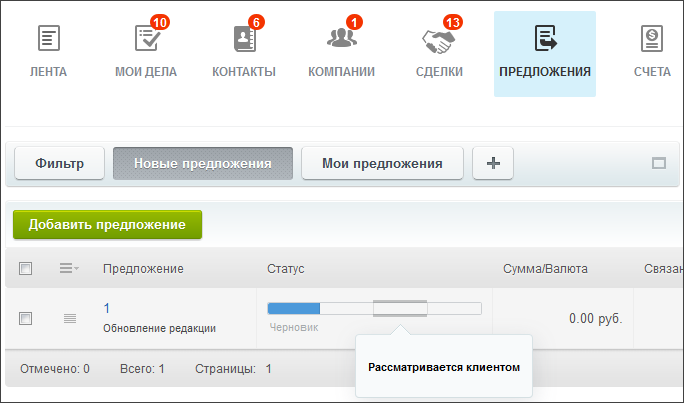 10 6 1 13
ЛЕНТА МОИ ДЕЛА КОНТАКТЫ КОМПАНИИ СДЕЛКИ ПРЕДЛОЖЕНИЯ СЧЕТА
Фильтр Новые предложения Мои предложения
Добавить предложение
Предложение Статус Сумма/Валюта Связан
1
Обновление редакции Черновик 0.00 руб.
Рассматривается клиентом
Отмечено: 0 Всего: 1 Страницы: 1